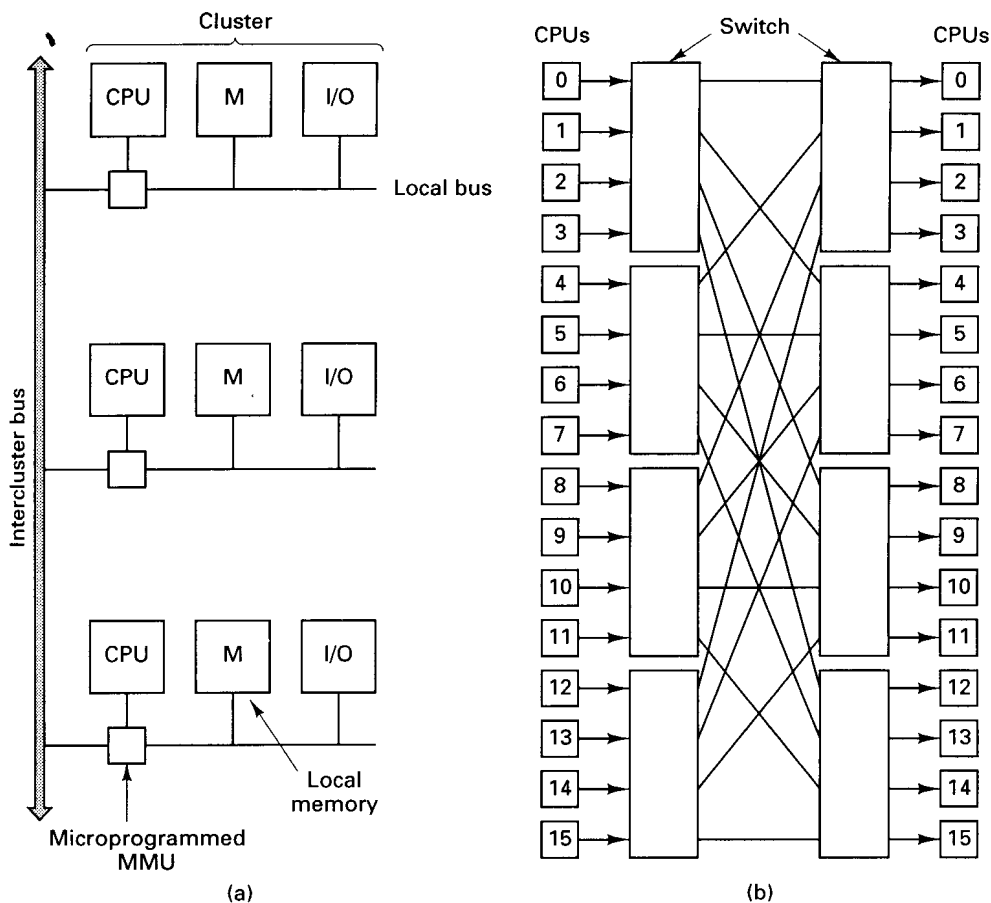 Cluster
CPU
M
I/O
Local bus
CPU
M
I/O
Intercluster bus
CPU
M
I/O
Local
memory
Microprogrammed
MMU
(a)
Switch
CPUs
CPUs
0
0
1
1
2
2
3
3
4
4
5
5
6
6
7
7
8
8
9
9
10
10
11
11
12
12
13
13
14
14
15
15
(b)